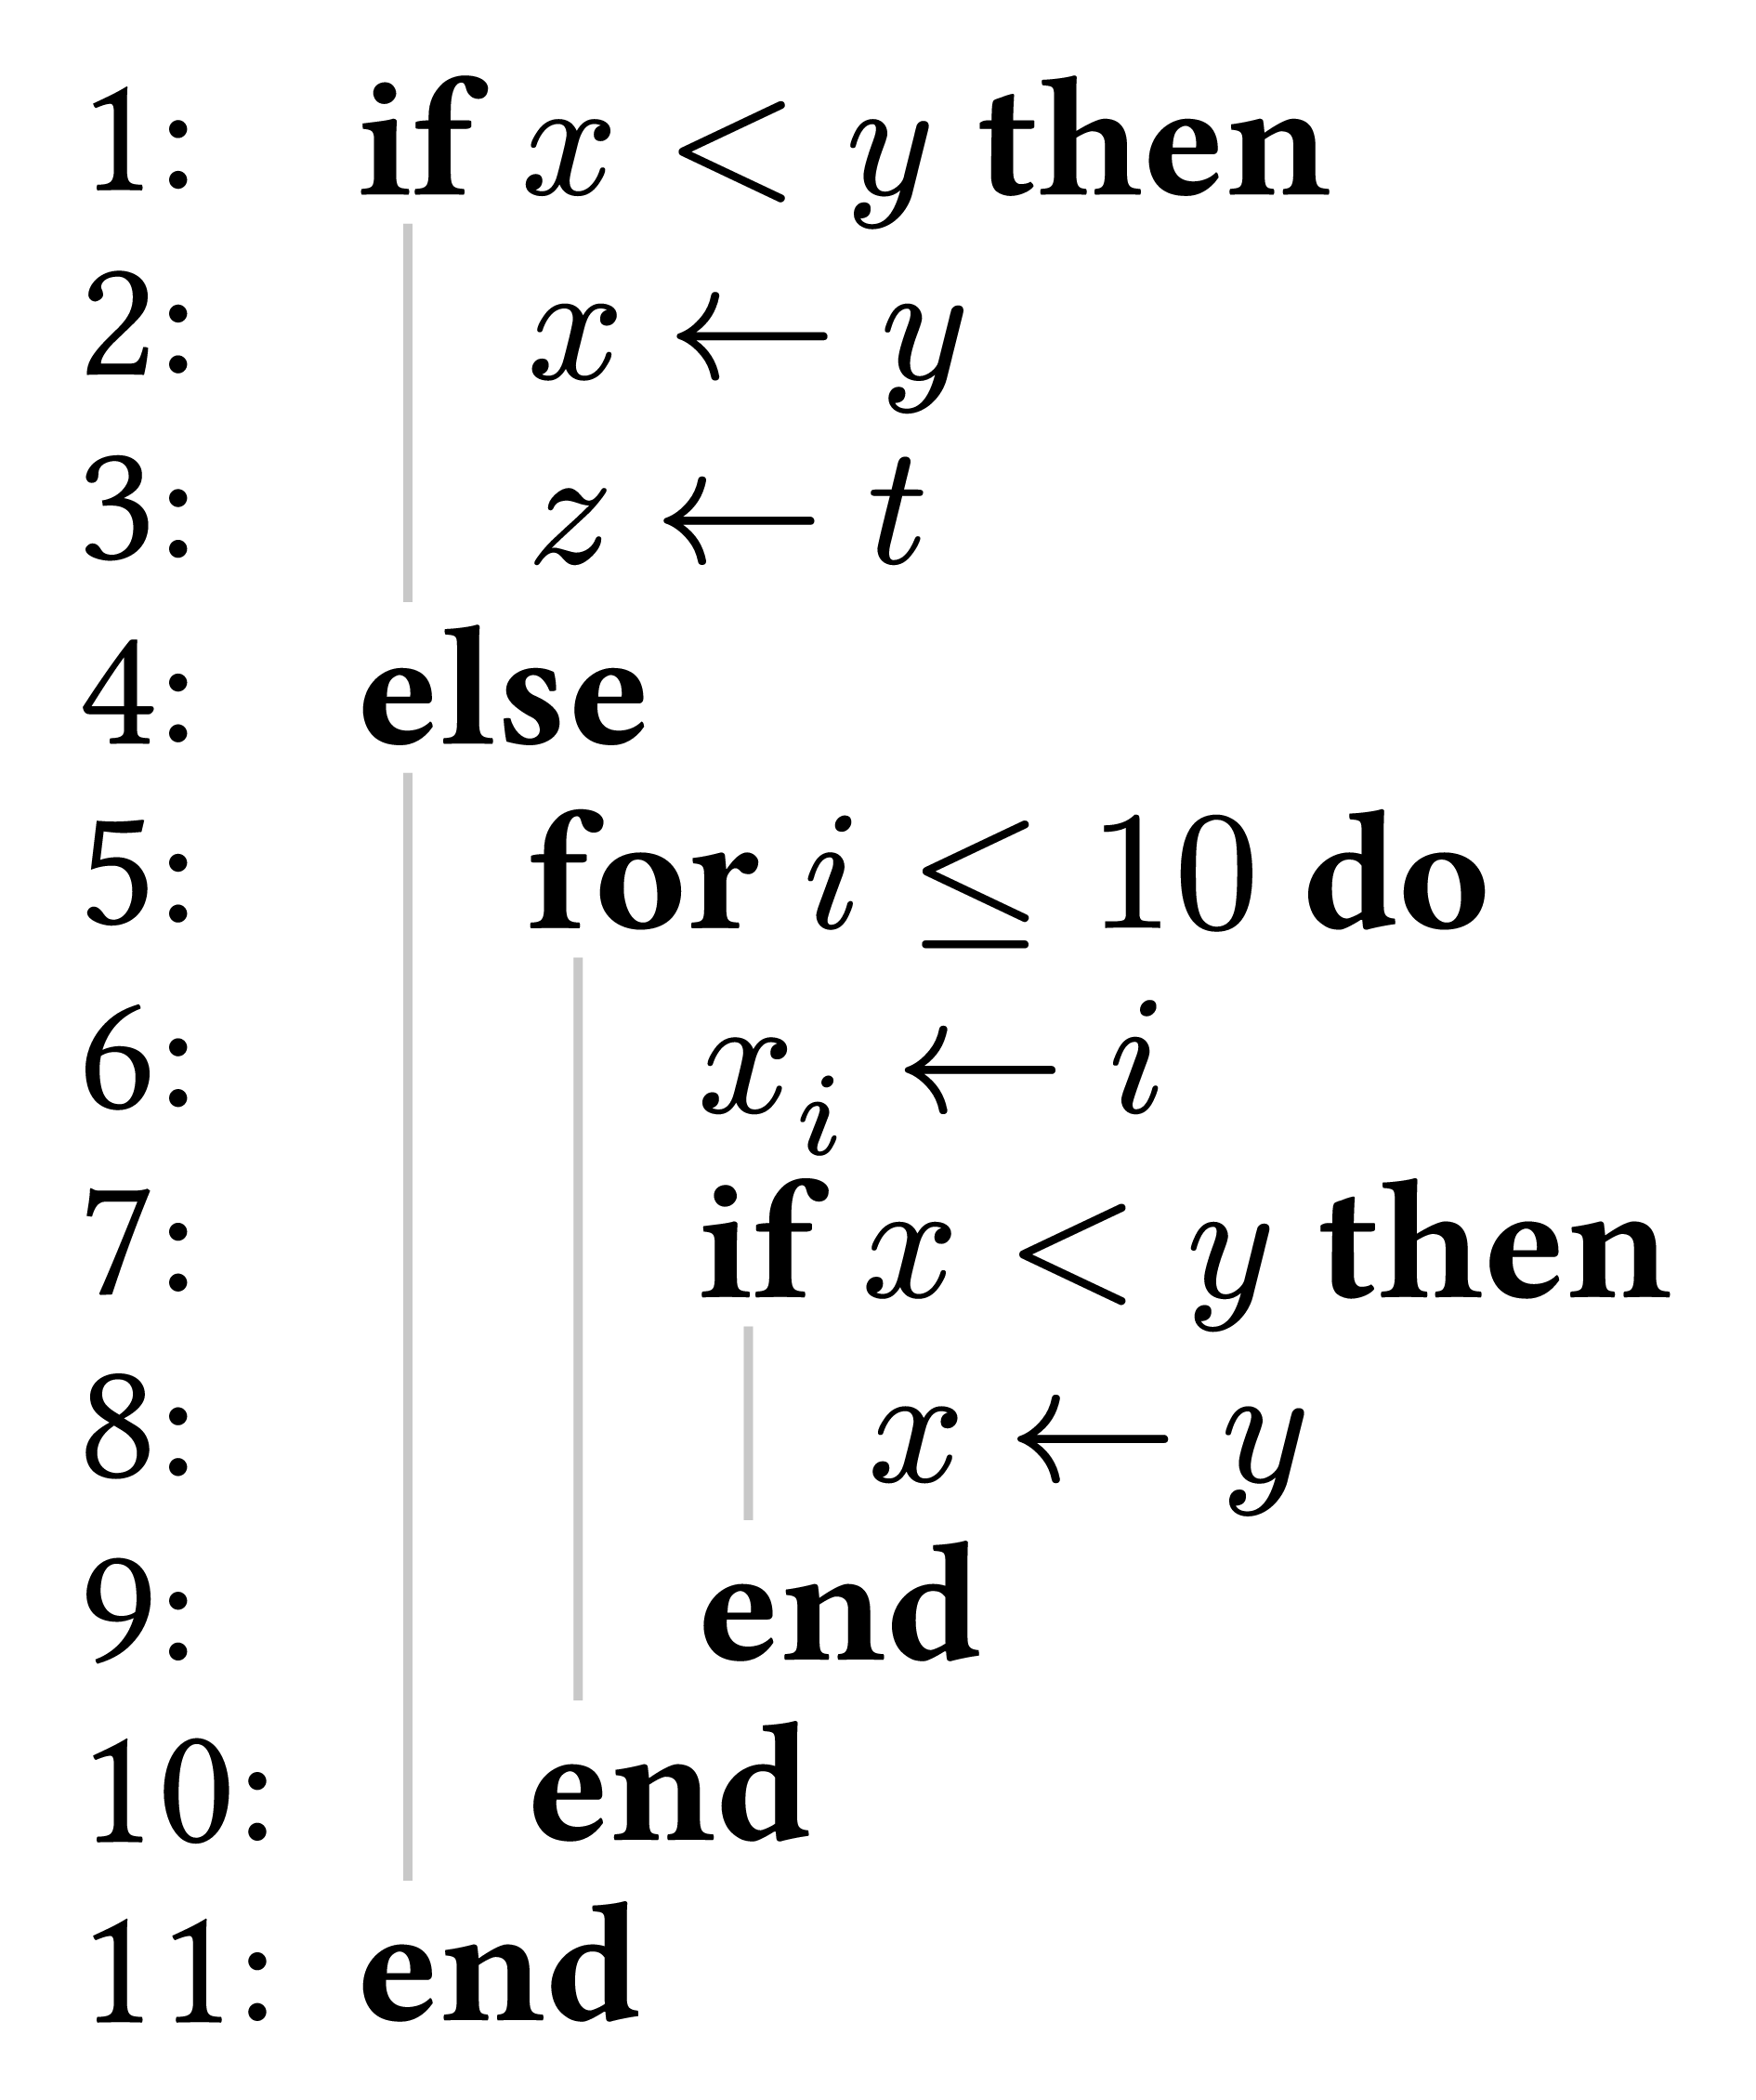 1: if x < y then
2: x ← y
3: z ← t
4: else
5: for i ≤ 10 do
6: xᵢ ← i
7: if x < y then
8: x ← y
9: end
10: end
11: end